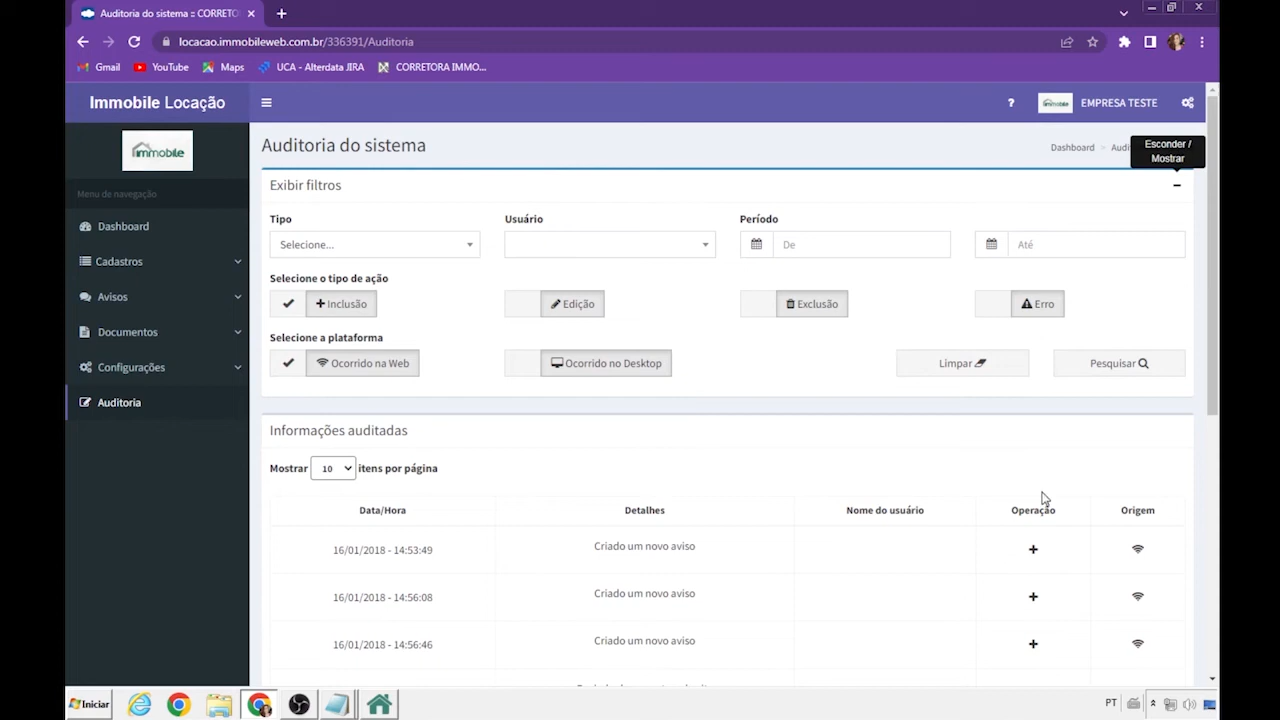 Auditoria do sistema :: CORRETO
locacao.immobileweb.com.br/336391/Auditoria
Gmail YouTube Maps UCA - Alterdata JIRA CORRETORA IMMO...
Immobile Locação ? immobile EMPRESA TESTE
immobile
Auditoria do sistema
Dashboard > Audi
Esconder /
Mostrar
Menu de navegação
Exibir filtros
Dashboard
Cadastros
Avisos
Documentos
Configurações
Auditoria
Tipo Usuário Período
Selecione... De Até
Selecione o tipo de ação
Inclusão Edição Exclusão Erro
Selecione a plataforma
Ocorrido na Web Ocorrido no Desktop Limpar Pesquisar
Informações auditadas
Mostrar 10 itens por página
Data/Hora Detalhes Nome do usuário Operação Origem
16/01/2018 - 14:53:49 Criado um novo aviso
16/01/2018 - 14:56:08 Criado um novo aviso
16/01/2018 - 14:56:46 Criado um novo aviso
Iniciar PT